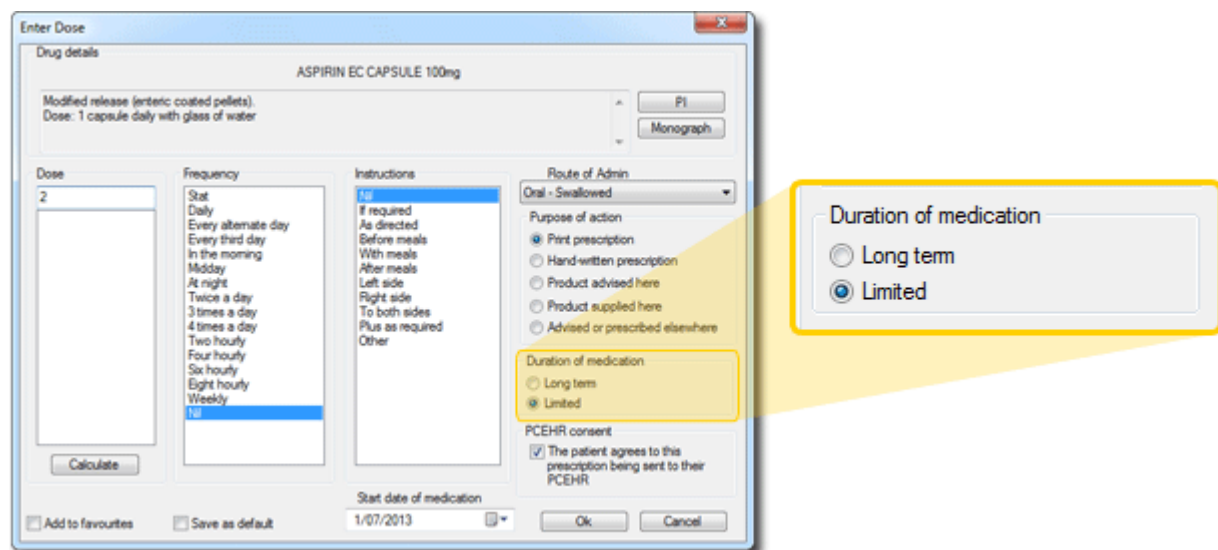 Enter Dose
Drug details
ASPIRIN EC CAPSULE 100mg
Modified release (enteric coated pellets).
Dose: 1 capsule daily with glass of water
PI
Monograph
Dose
2
Calculate
Frequency
Stat
Daily
Every alternate day
Every third day
In the morning
Midday
At night
Twice a day
3 times a day
4 times a day
Two hourly
Four hourly
Six hourly
Eight hourly
Weekly
Nil
Instructions
Nil
If required
As directed
Before meals
With meals
After meals
Left side
Right side
To both sides
Plus as required
Other
Route of Admin
Oral - Swallowed
Purpose of action
Print prescription
Hand-written prescription
Product advised here
Product supplied here
Advised or prescribed elsewhere
Duration of medication
Long term
Limited
PCEHR consent
The patient agrees to this
prescription being sent to their
PCEHR
Add to favourites
Save as default
Start date of medication
1/07/2013
Ok
Cancel
Duration of medication
Long term
Limited